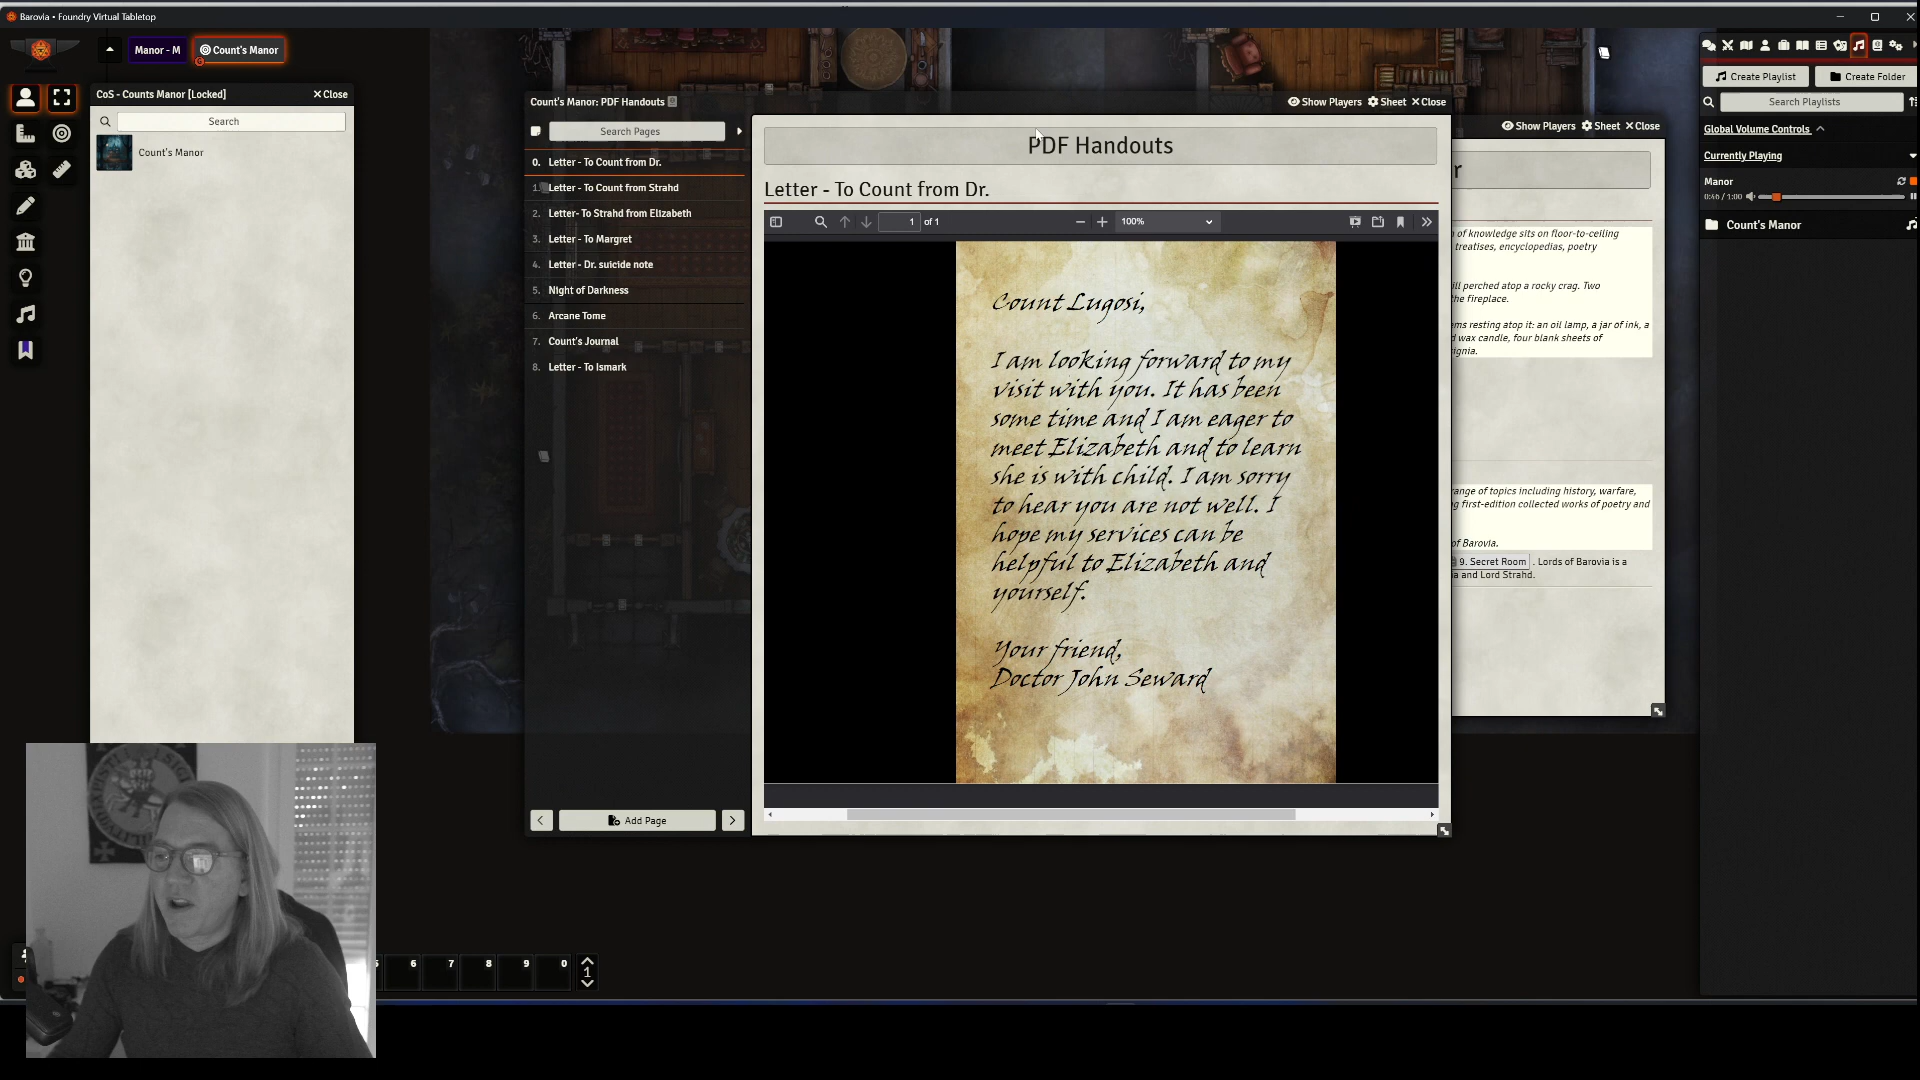 Barovia • Foundry Virtual Tabletop
Manor - M
Count's Manor
G
CoS - Counts Manor [Locked]
Close
Search
Count's Manor
Count's Manor: PDF Handouts
Show Players
Sheet
Close
Search Pages
0. Letter - To Count from Dr.
1. Letter - To Count from Strahd
2. Letter- To Strahd from Elizabeth
3. Letter - To Margret
4. Letter - Dr. suicide note
5. Night of Darkness
6. Arcane Tome
7. Count's Journal
8. Letter - To Ismark
Add Page
PDF Handouts
Letter - To Count from Dr.
1 of 1
100%
Count Lugosi,
I am looking forward to my
visit with you. It has been
some time and I am eager to
meet Elizabeth and to learn
she is with child. I am sorry
to hear you are not well. I
hope my services can be
helpful to Elizabeth and
yourself.
Your friend,
Doctor John Seward
Show Players
Sheet
Close
r
of knowledge sits on floor-to-ceiling
treatises, encyclopedias, poetry
ill perched atop a rocky crag. Two
the fireplace.
ms resting atop it: an oil lamp, a jar of ink, a
d wax candle, four blank sheets of
ignia.
range of topics including history, warfare,
g first-edition collected works of poetry and
of Barovia.
9. Secret Room . Lords of Barovia is a
a and Lord Strahd.
Create Playlist
Create Folder
Search Playlists
Global Volume Controls
Currently Playing
Manor
0:46 / 1:00
Count's Manor
6 7 8 9 0
1